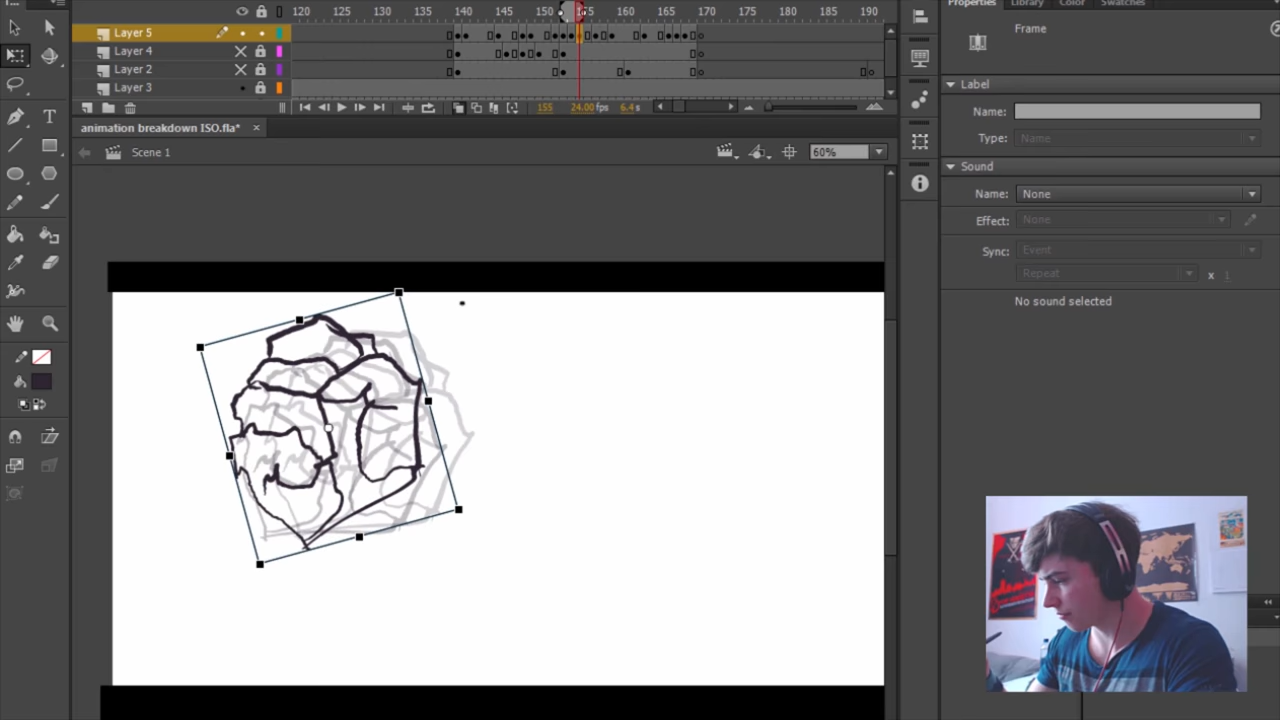 Properties Library Color Swatches
120 125 130 135 140 145 150 155 160 165 170 175 180 185 190
Layer 5
Layer 4
Layer 2
Layer 3
155 24.00 fps 6.4 s
animation breakdown ISO.fla* ×
Scene 1
60%
Frame
Label
Name:
Type: Name
Sound
Name: None
Effect: None
Sync: Event
Repeat x 1
No sound selected